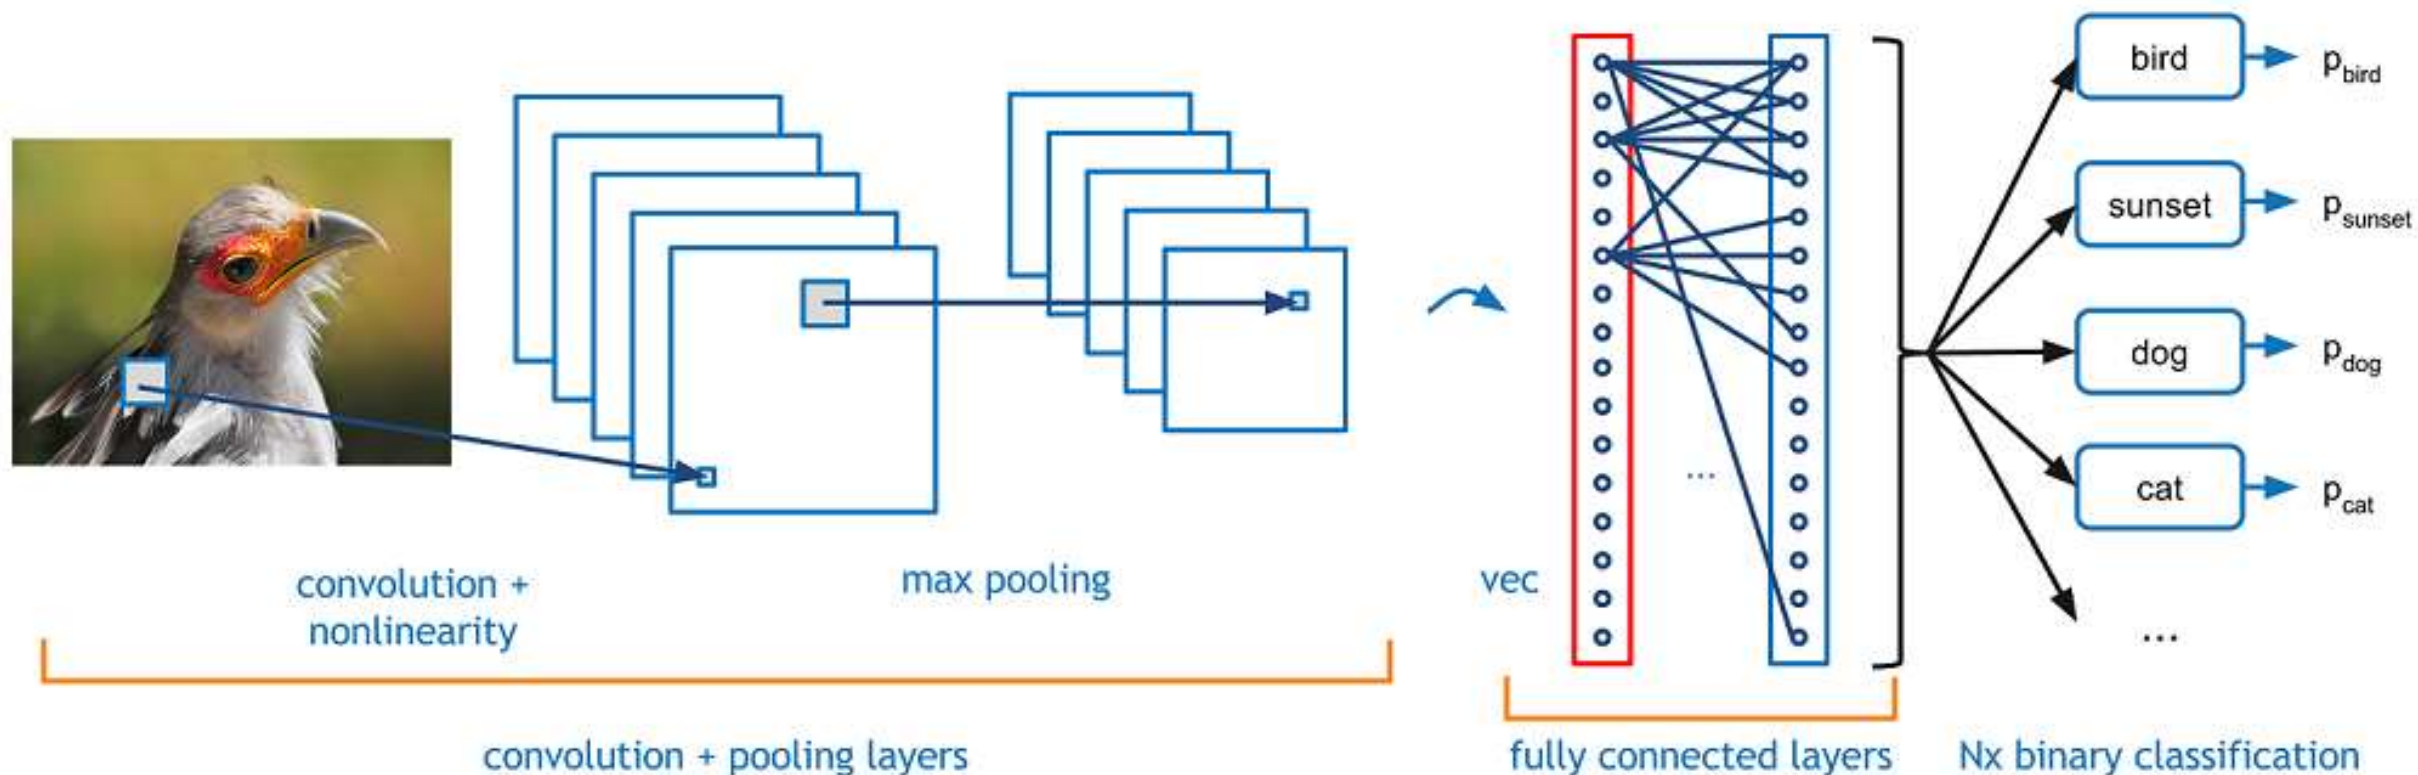 bird
p_bird
sunset
p_sunset
dog
p_dog
cat
p_cat
...
...
convolution +
nonlinearity
max pooling
vec
convolution + pooling layers
fully connected layers
Nx binary classification